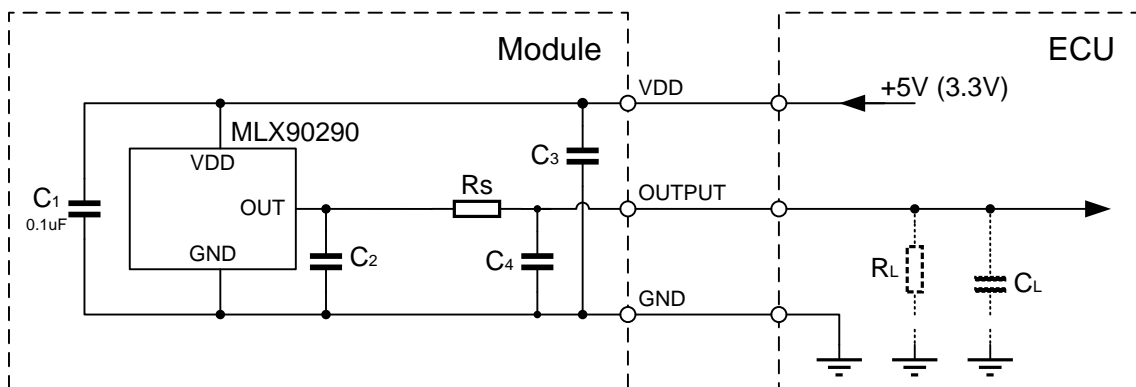 Module
ECU
VDD
+5V (3.3V)
MLX90290
VDD
C3
C1
0.1uF
OUT
Rs
OUTPUT
GND
C2
C4
GND
RL
CL